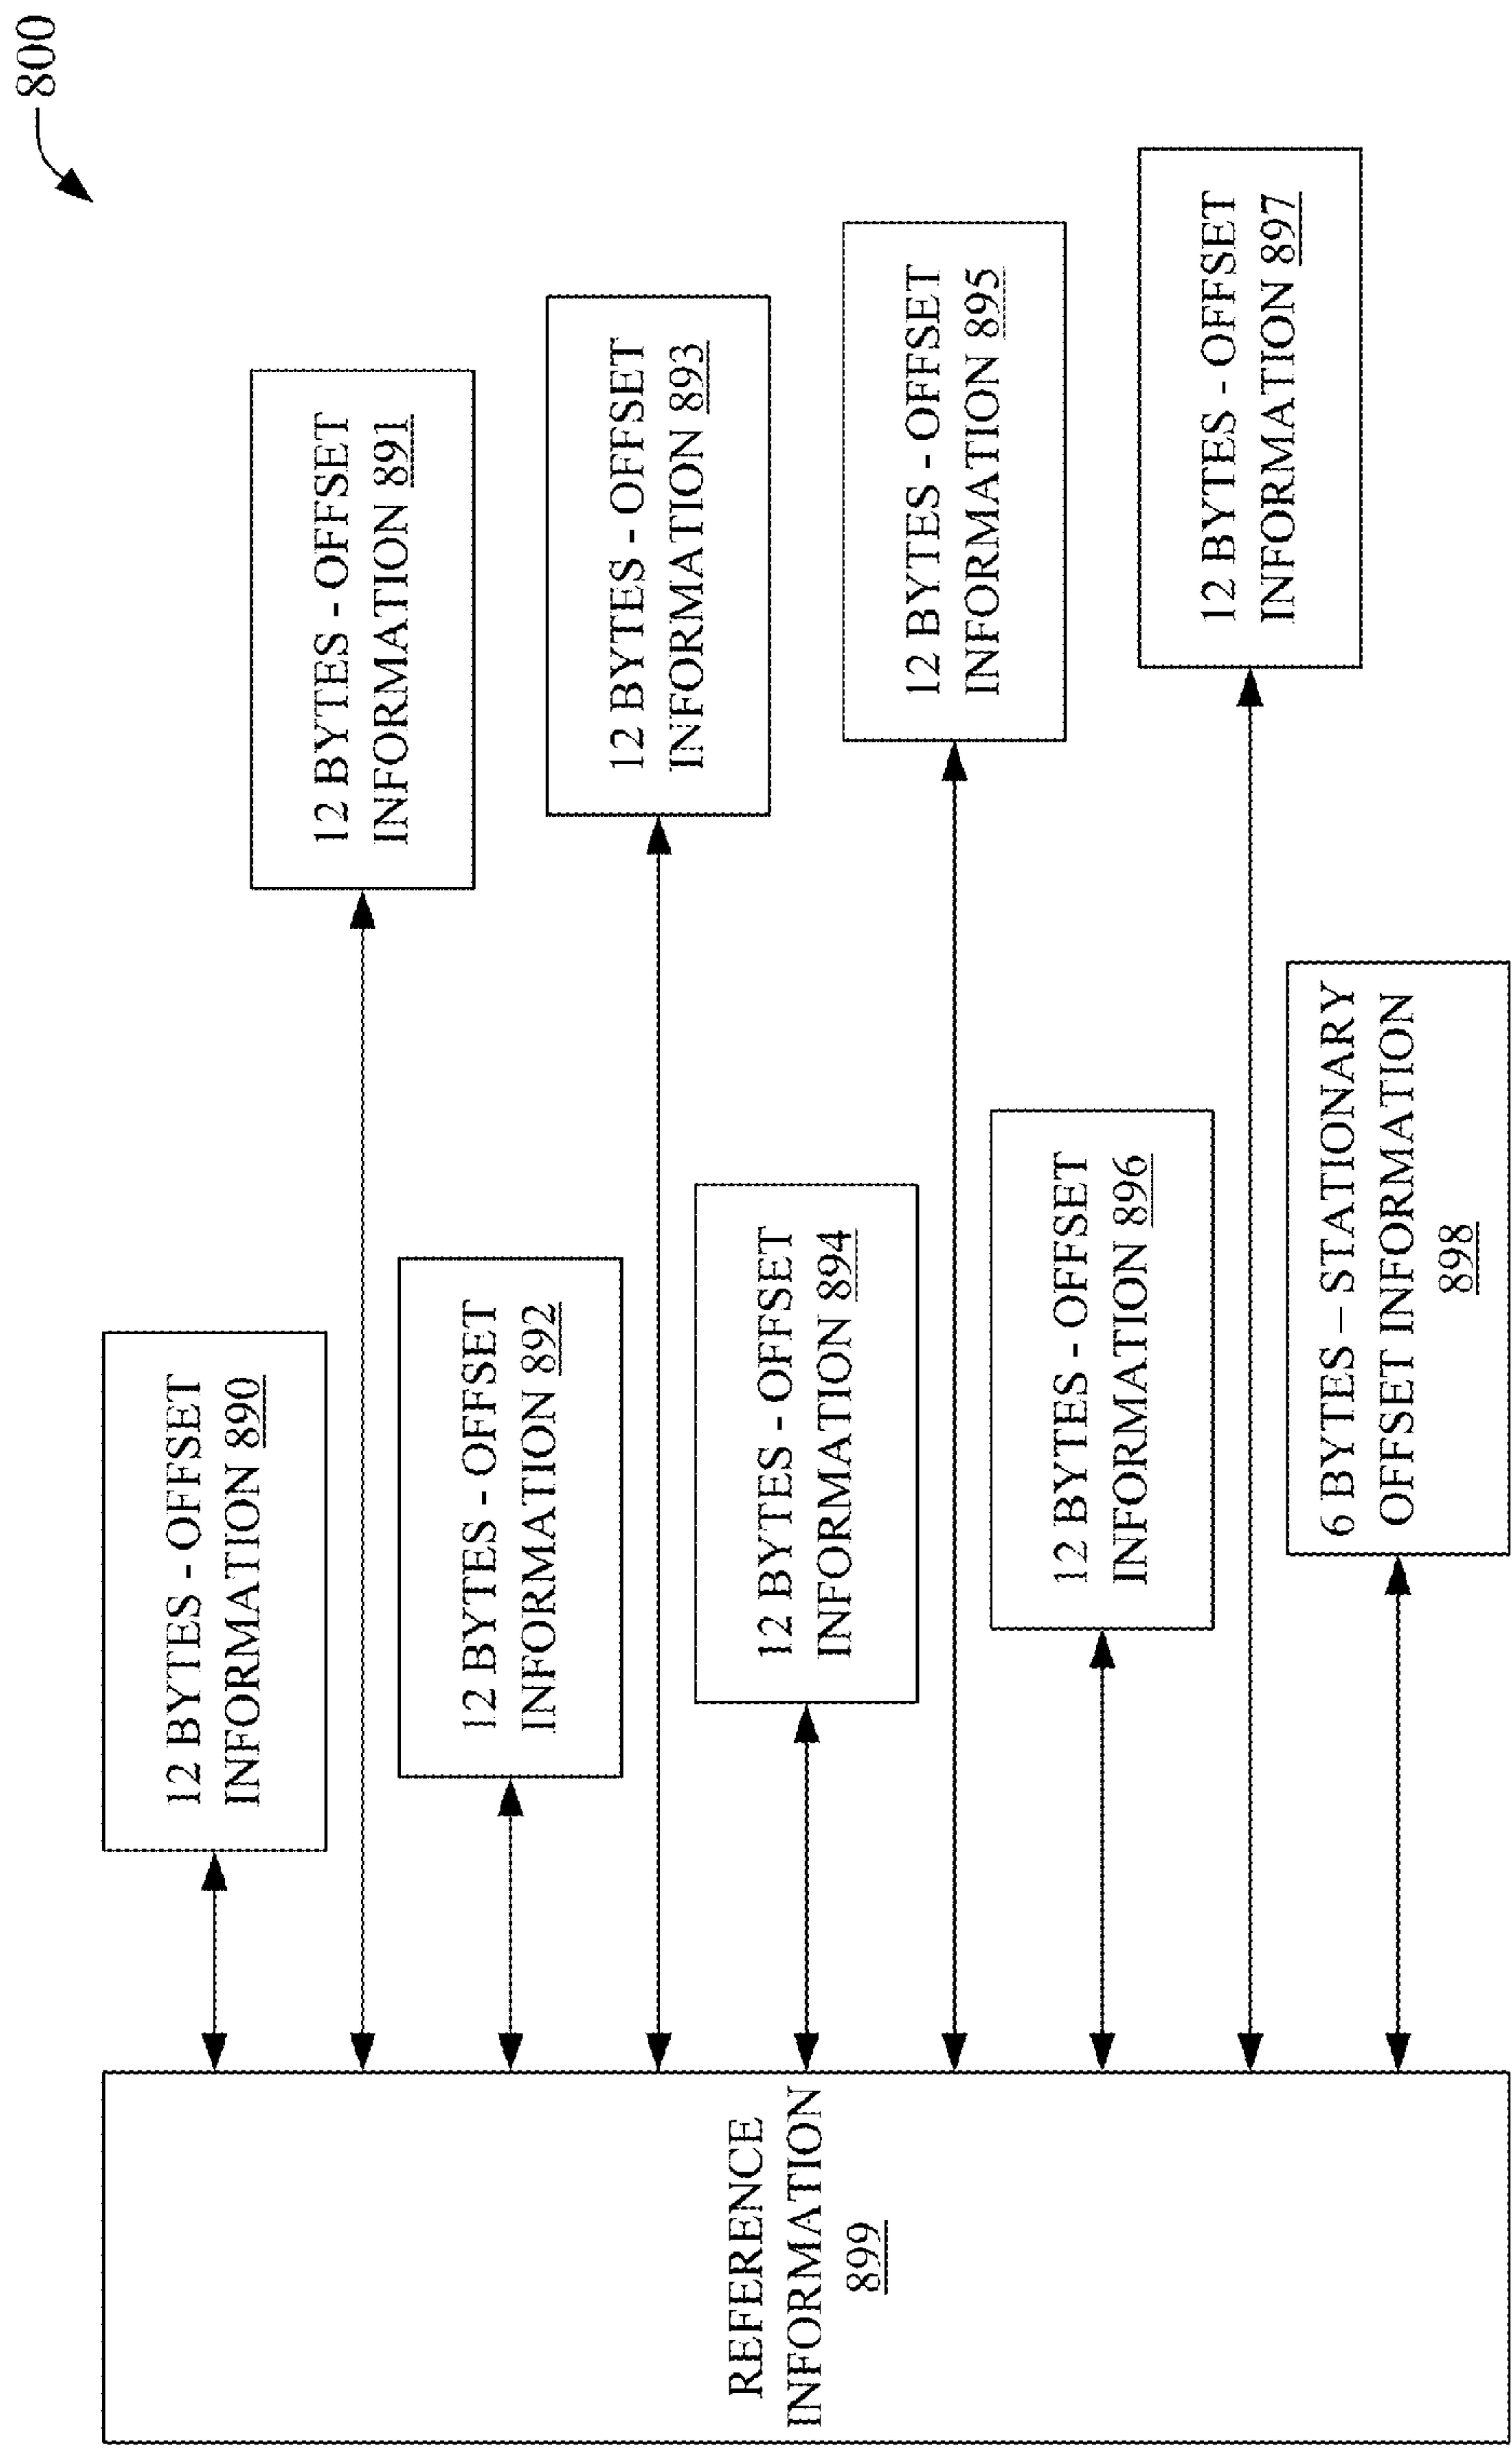 800
12 BYTES - OFFSET
INFORMATION 890
12 BYTES - OFFSET
INFORMATION 891
12 BYTES - OFFSET
INFORMATION 892
12 BYTES - OFFSET
INFORMATION 893
12 BYTES - OFFSET
INFORMATION 894
12 BYTES - OFFSET
INFORMATION 895
12 BYTES - OFFSET
INFORMATION 896
12 BYTES - OFFSET
INFORMATION 897
6 BYTES – STATIONARY
OFFSET INFORMATION
898
REFERENCE
INFORMATION
899